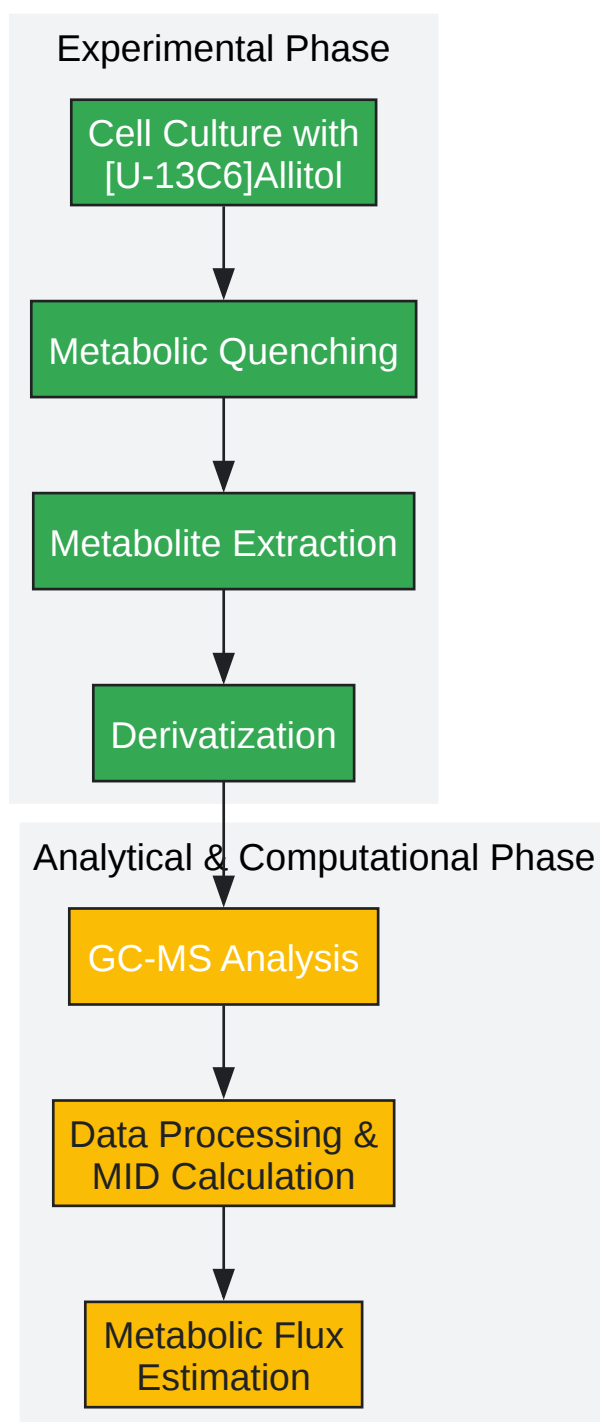 Experimental Phase
Cell Culture with
[U-13C6]Allitol
Metabolic Quenching
Metabolite Extraction
Derivatization
Analytical & Computational Phase
GC-MS Analysis
Data Processing &
MID Calculation
Metabolic Flux
Estimation